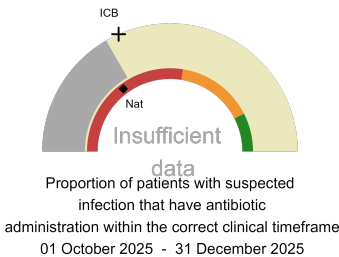 ICB
Nat
Insufficient
data
Proportion of patients with suspected
infection that have antibiotic
administration within the correct clinical timeframe
01 October 2025 - 31 December 2025